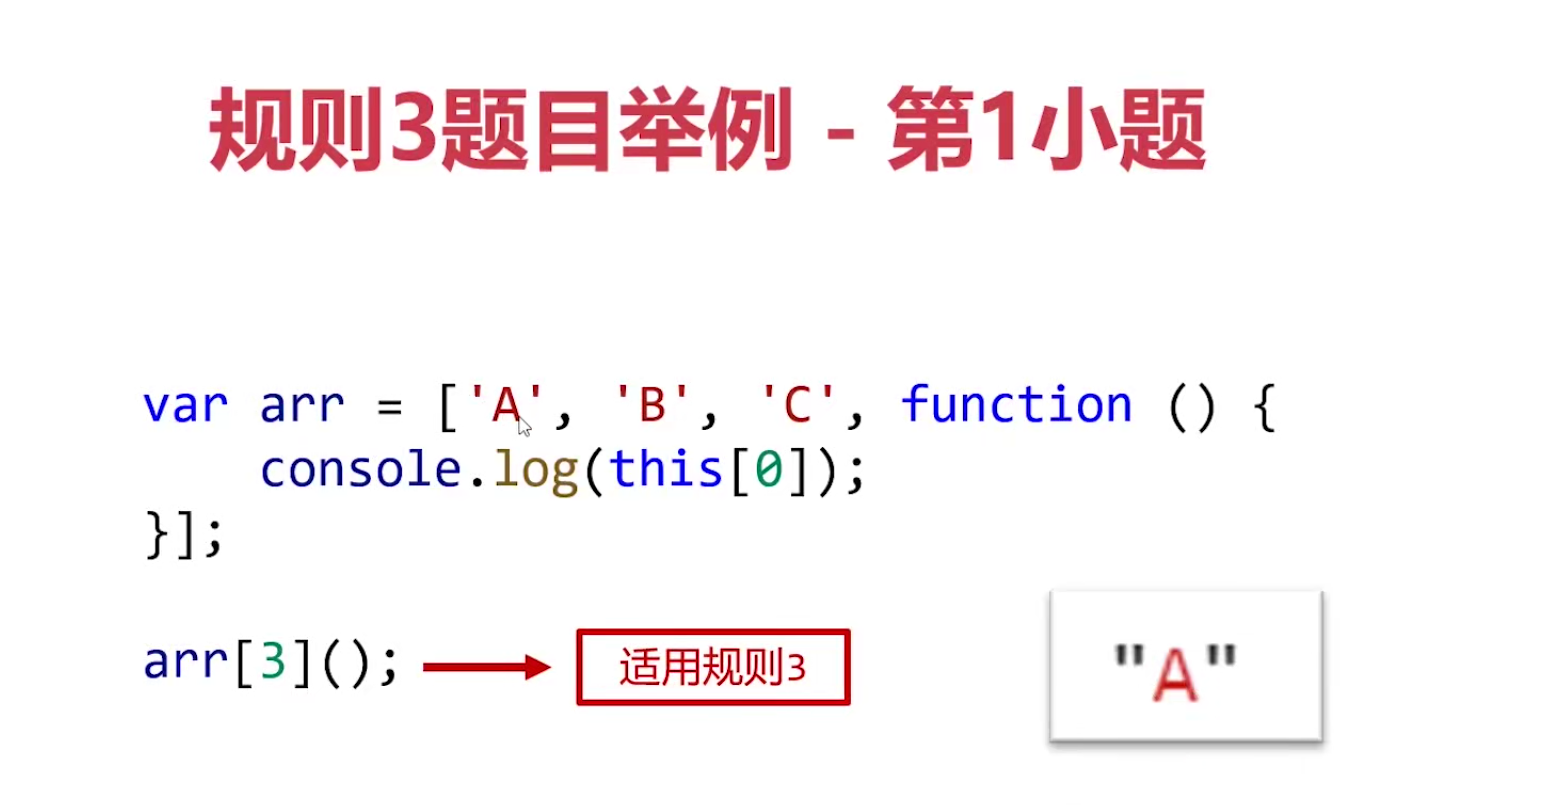 规则3题目举例 - 第1小题
var arr = ['A', 'B', 'C', function () {
    console.log(this[0]);
}];
arr[3]();
适用规则3
"A"